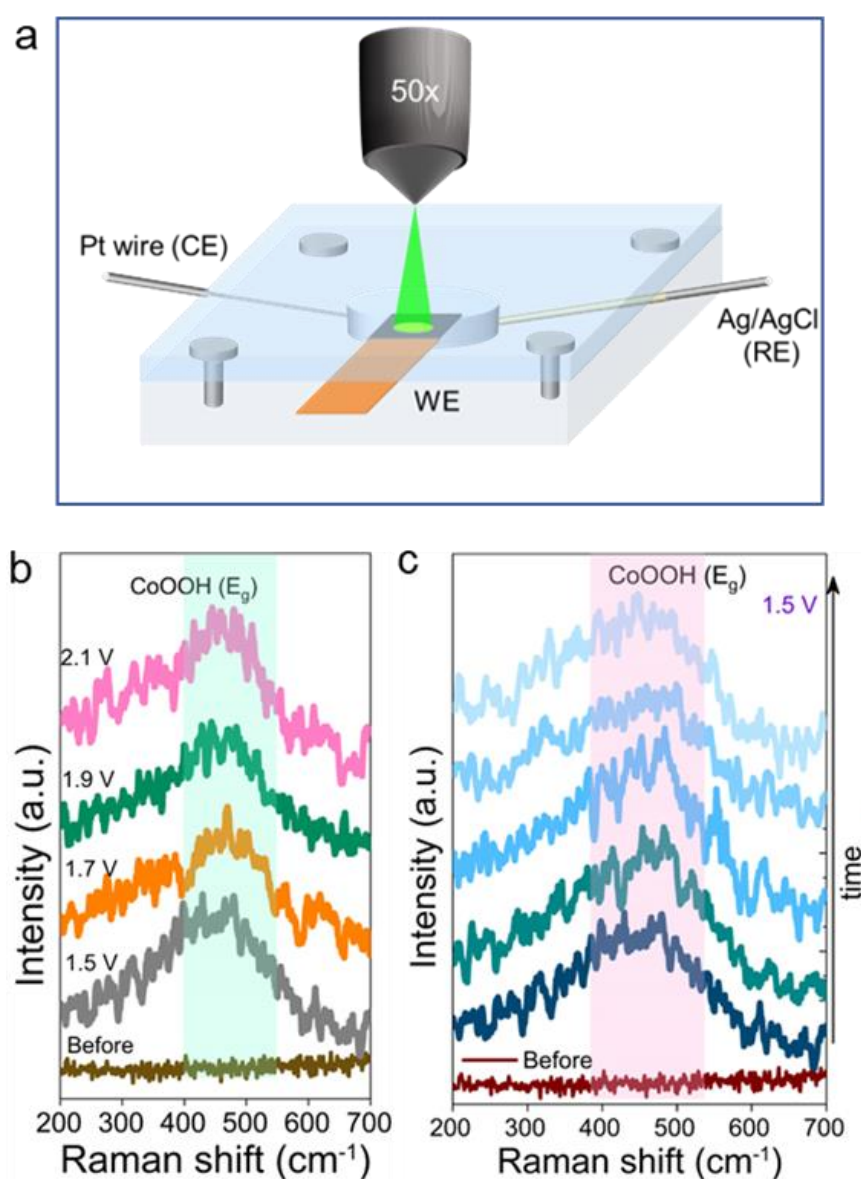 a
50x
Pt wire (CE)
Ag/AgCl
(RE)
WE
b
CoOOH (Eg)
2.1 V
1.9 V
1.7 V
1.5 V
Before
Intensity (a.u.)
200 300 400 500 600 700
Raman shift (cm-1)
c
CoOOH (Eg)
1.5 V
Before
Intensity (a.u.)
time
200 300 400 500 600 700
Raman shift (cm-1)